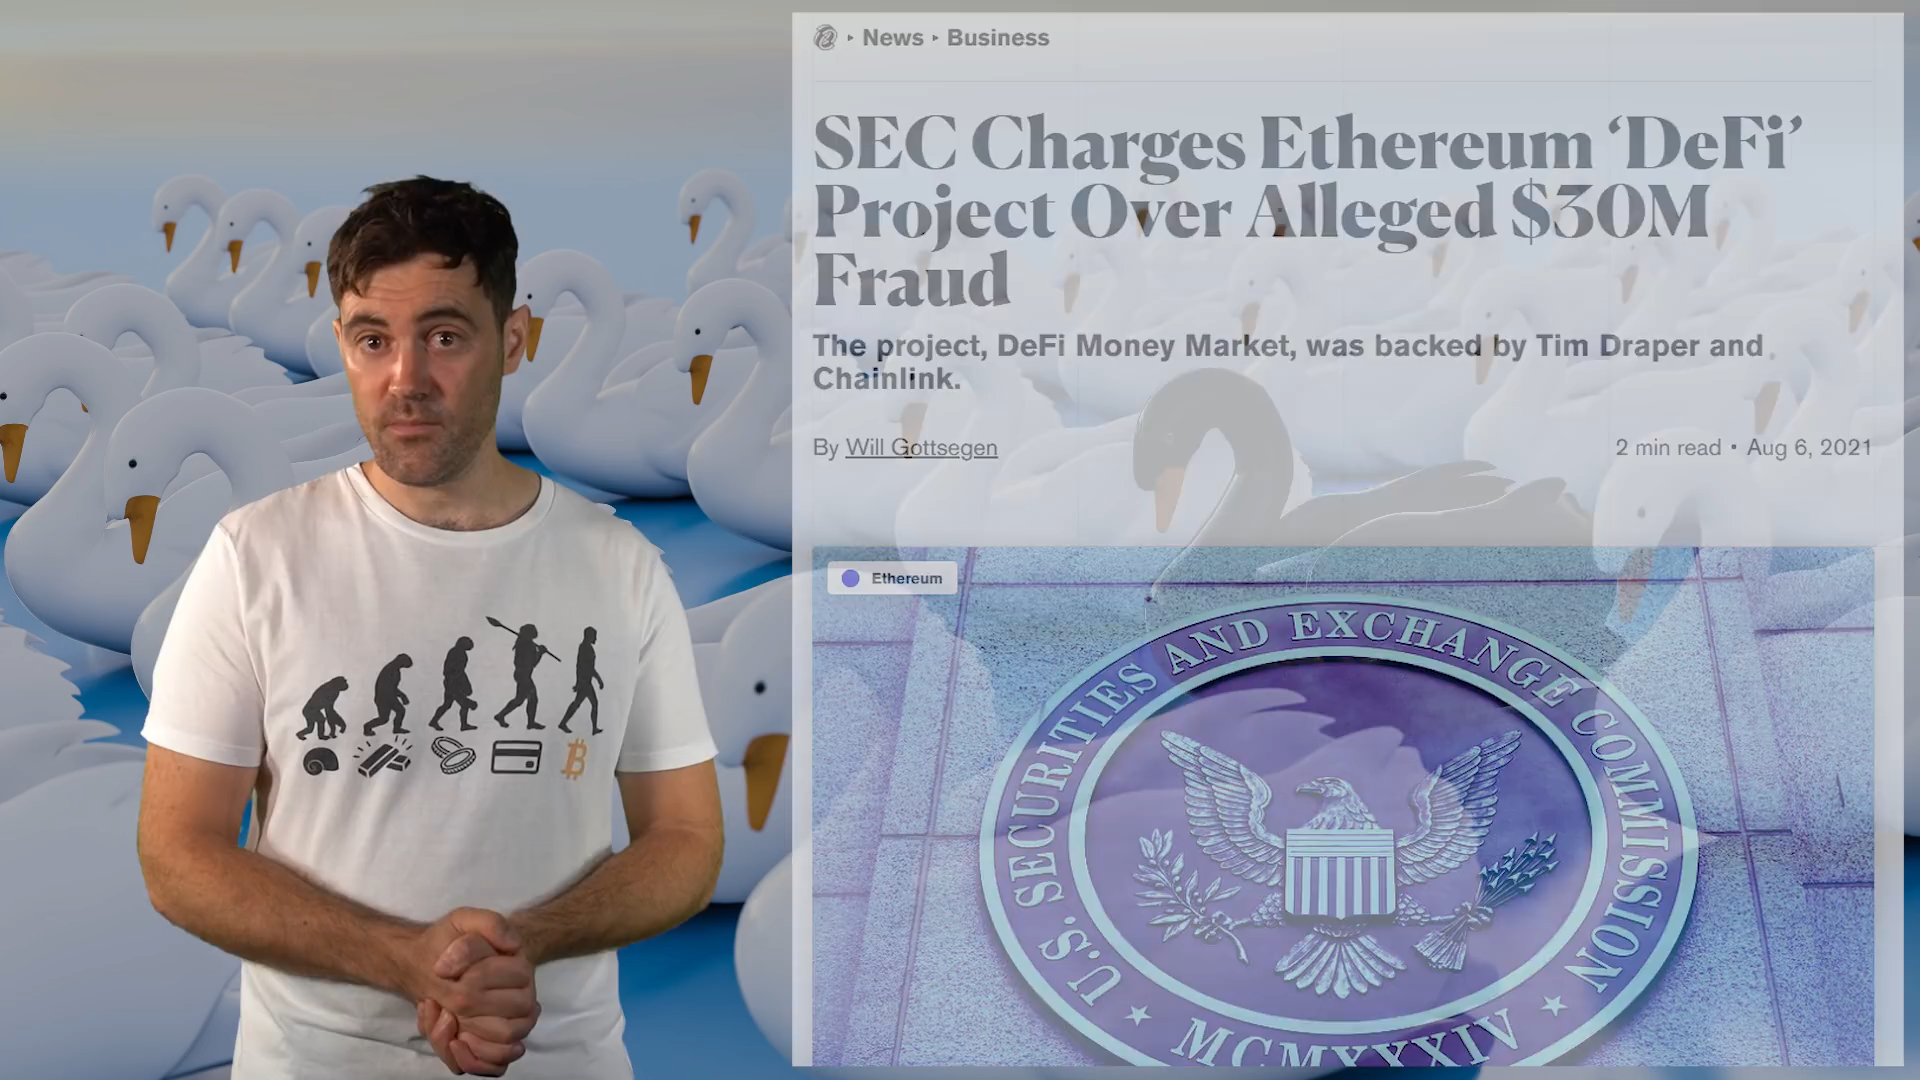 News ▸ Business
SEC Charges Ethereum ‘DeFi’
Project Over Alleged $30M
Fraud
The project, DeFi Money Market, was backed by Tim Draper and
Chainlink.
By Will Gottsegen
2 min read • Aug 6, 2021
Ethereum
U.S. SECURITIES AND EXCHANGE COMMISSION
MCMXXXIV